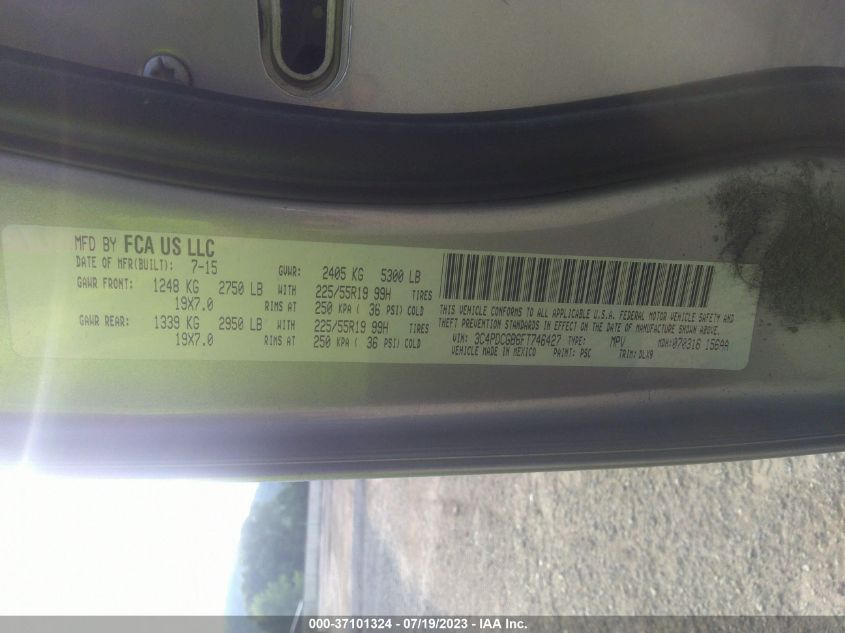 MFD BY FCA US LLC
DATE OF MFR(BUILT): 7-15 GVWR: 2405 KG 5300 LB
GAWR FRONT: 1248 KG 2750 LB WITH 225/55R19 99H TIRES
19X7.0 RIMS AT 250 KPA ( 36 PSI) COLD
GAWR REAR: 1339 KG 2950 LB WITH 225/55R19 99H TIRES
19X7.0 RIMS AT 250 KPA ( 36 PSI) COLD
THIS VEHICLE CONFORMS TO ALL APPLICABLE U.S.A. FEDERAL MOTOR VEHICLE SAFETY AND
THEFT PREVENTION STANDARDS IN EFFECT ON THE DATE OF MANUFACTURE SHOWN ABOVE.
VIN: 3C4PDCGB6FT746427 TYPE: MPV MDH: 070316 15699
VEHICLE MADE IN MEXICO PAINT: PSC TRIM: DLX9
000-37101324 / 07/19/2023 - IAA Inc.